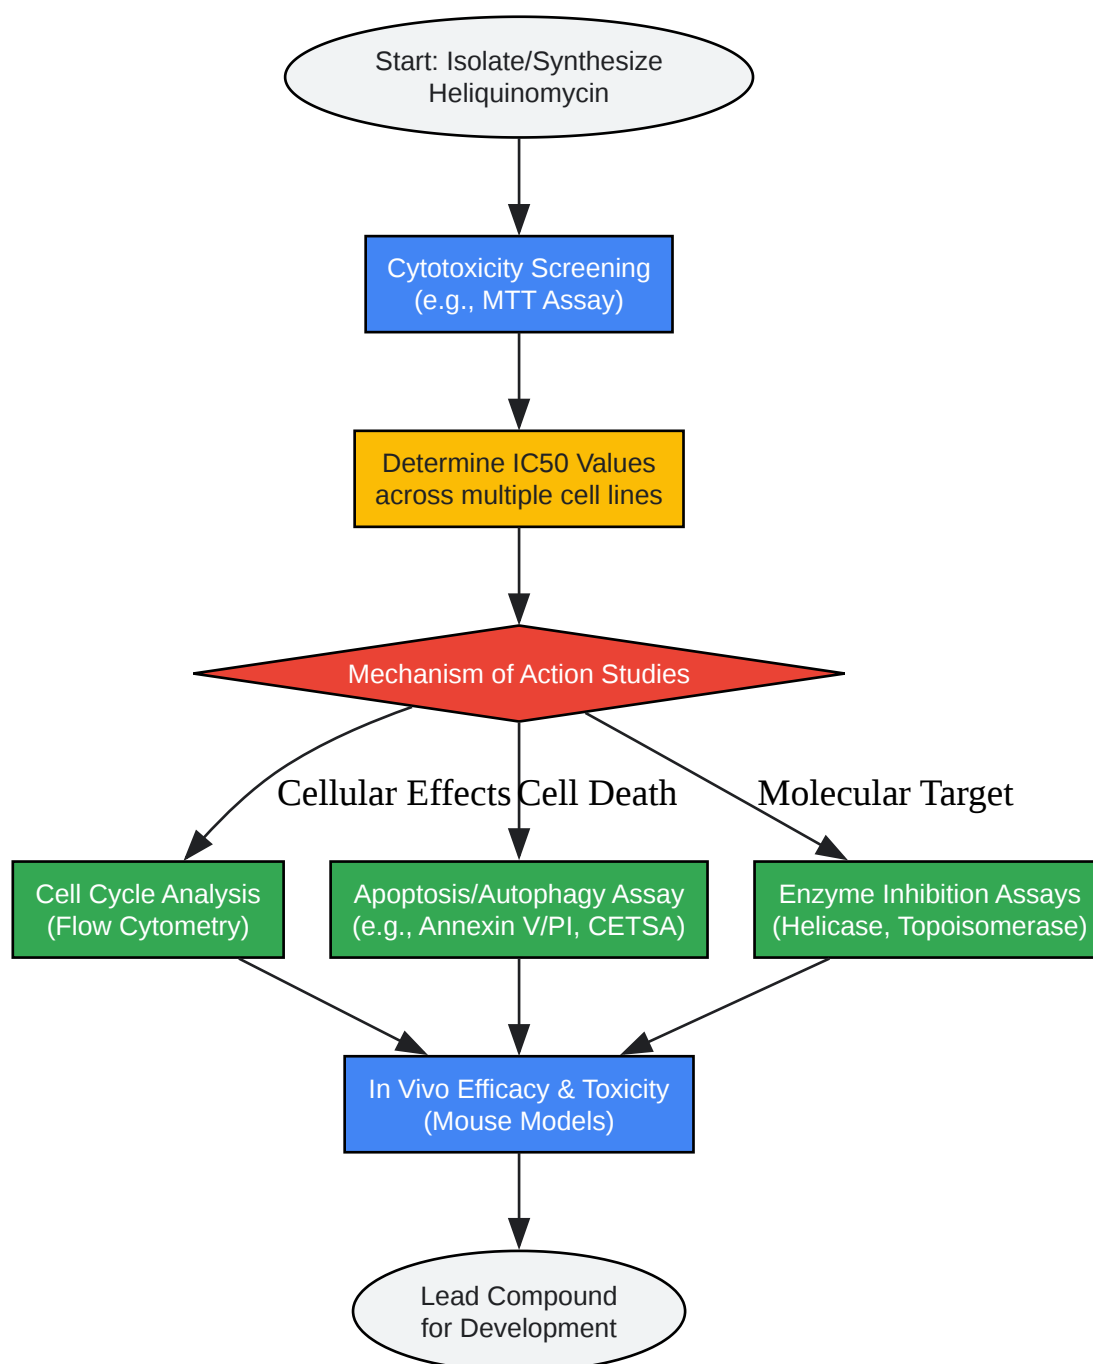 Start: Isolate/Synthesize
Heliquinomycin
Cytotoxicity Screening
(e.g., MTT Assay)
Determine IC50 Values
across multiple cell lines
Mechanism of Action Studies
Cellular Effects
Cell Death
Molecular Target
Cell Cycle Analysis
(Flow Cytometry)
Apoptosis/Autophagy Assay
(e.g., Annexin V/PI, CETSA)
Enzyme Inhibition Assays
(Helicase, Topoisomerase)
In Vivo Efficacy & Toxicity
(Mouse Models)
Lead Compound
for Development